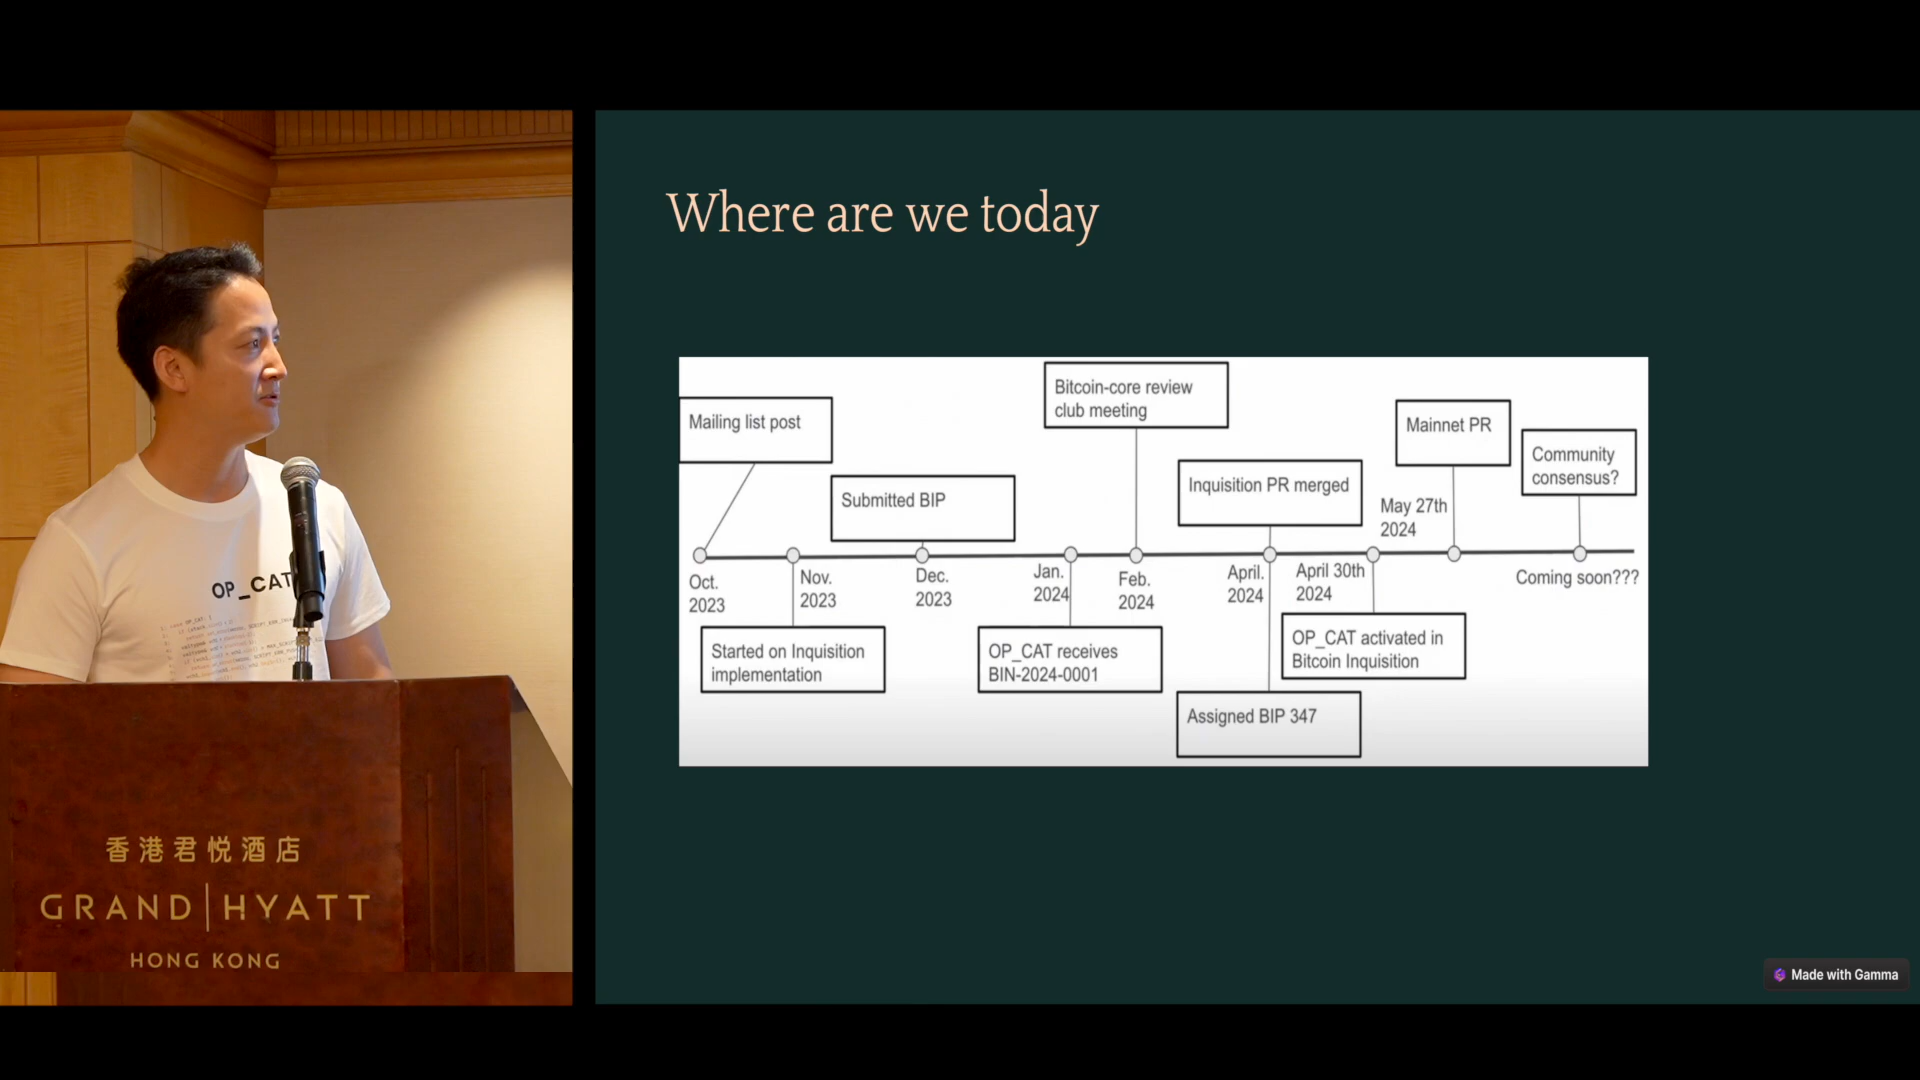 Where are we today
Mailing list post
Submitted BIP
Bitcoin-core review
club meeting
Inquisition PR merged
Mainnet PR
Community
consensus?
May 27th
2024
Oct.
2023
Nov.
2023
Dec.
2023
Jan.
2024
Feb.
2024
April.
2024
April 30th
2024
Coming soon???
Started on Inquisition
implementation
OP_CAT receives
BIN-2024-0001
OP_CAT activated in
Bitcoin Inquisition
Assigned BIP 347
OP_CAT
香港君悦酒店
GRAND HYATT
HONG KONG
Made with Gamma